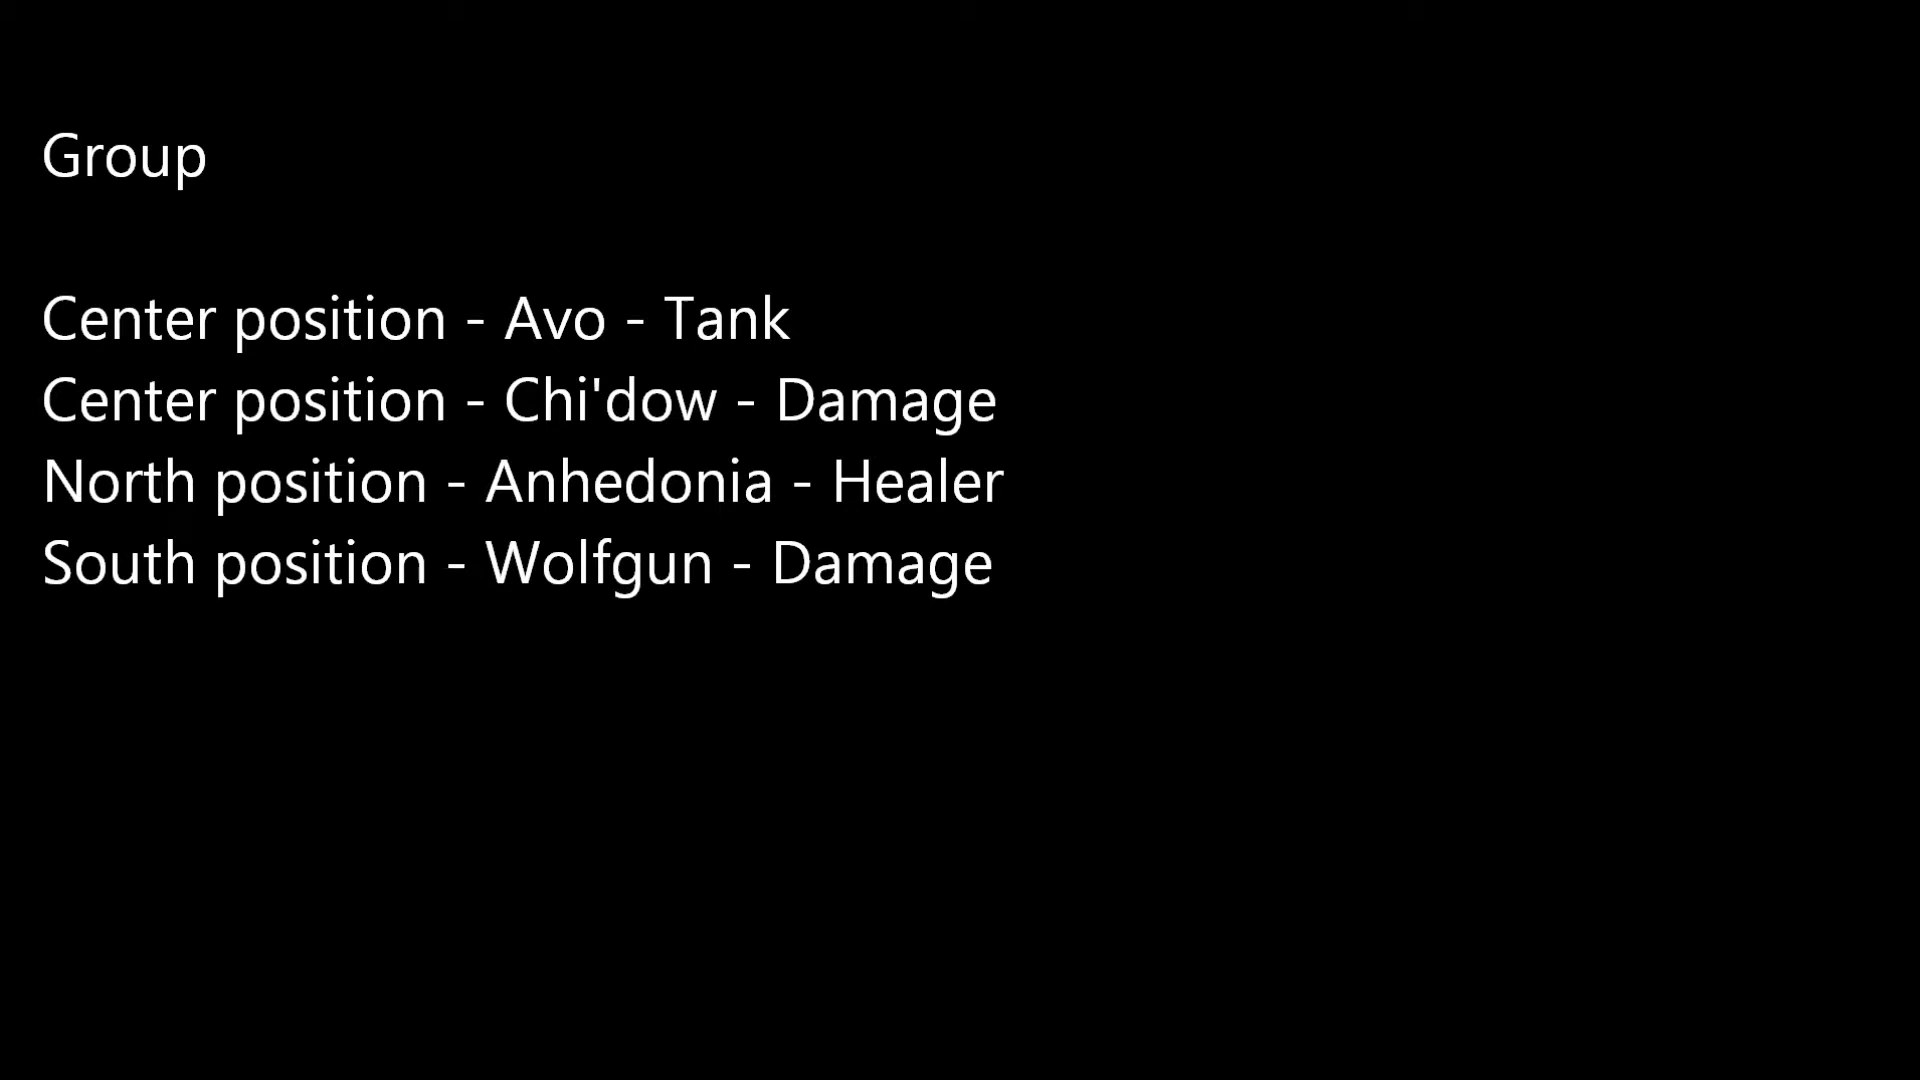 Group
Center position - Avo - Tank
Center position - Chi'dow - Damage
North position - Anhedonia - Healer
South position - Wolfgun - Damage